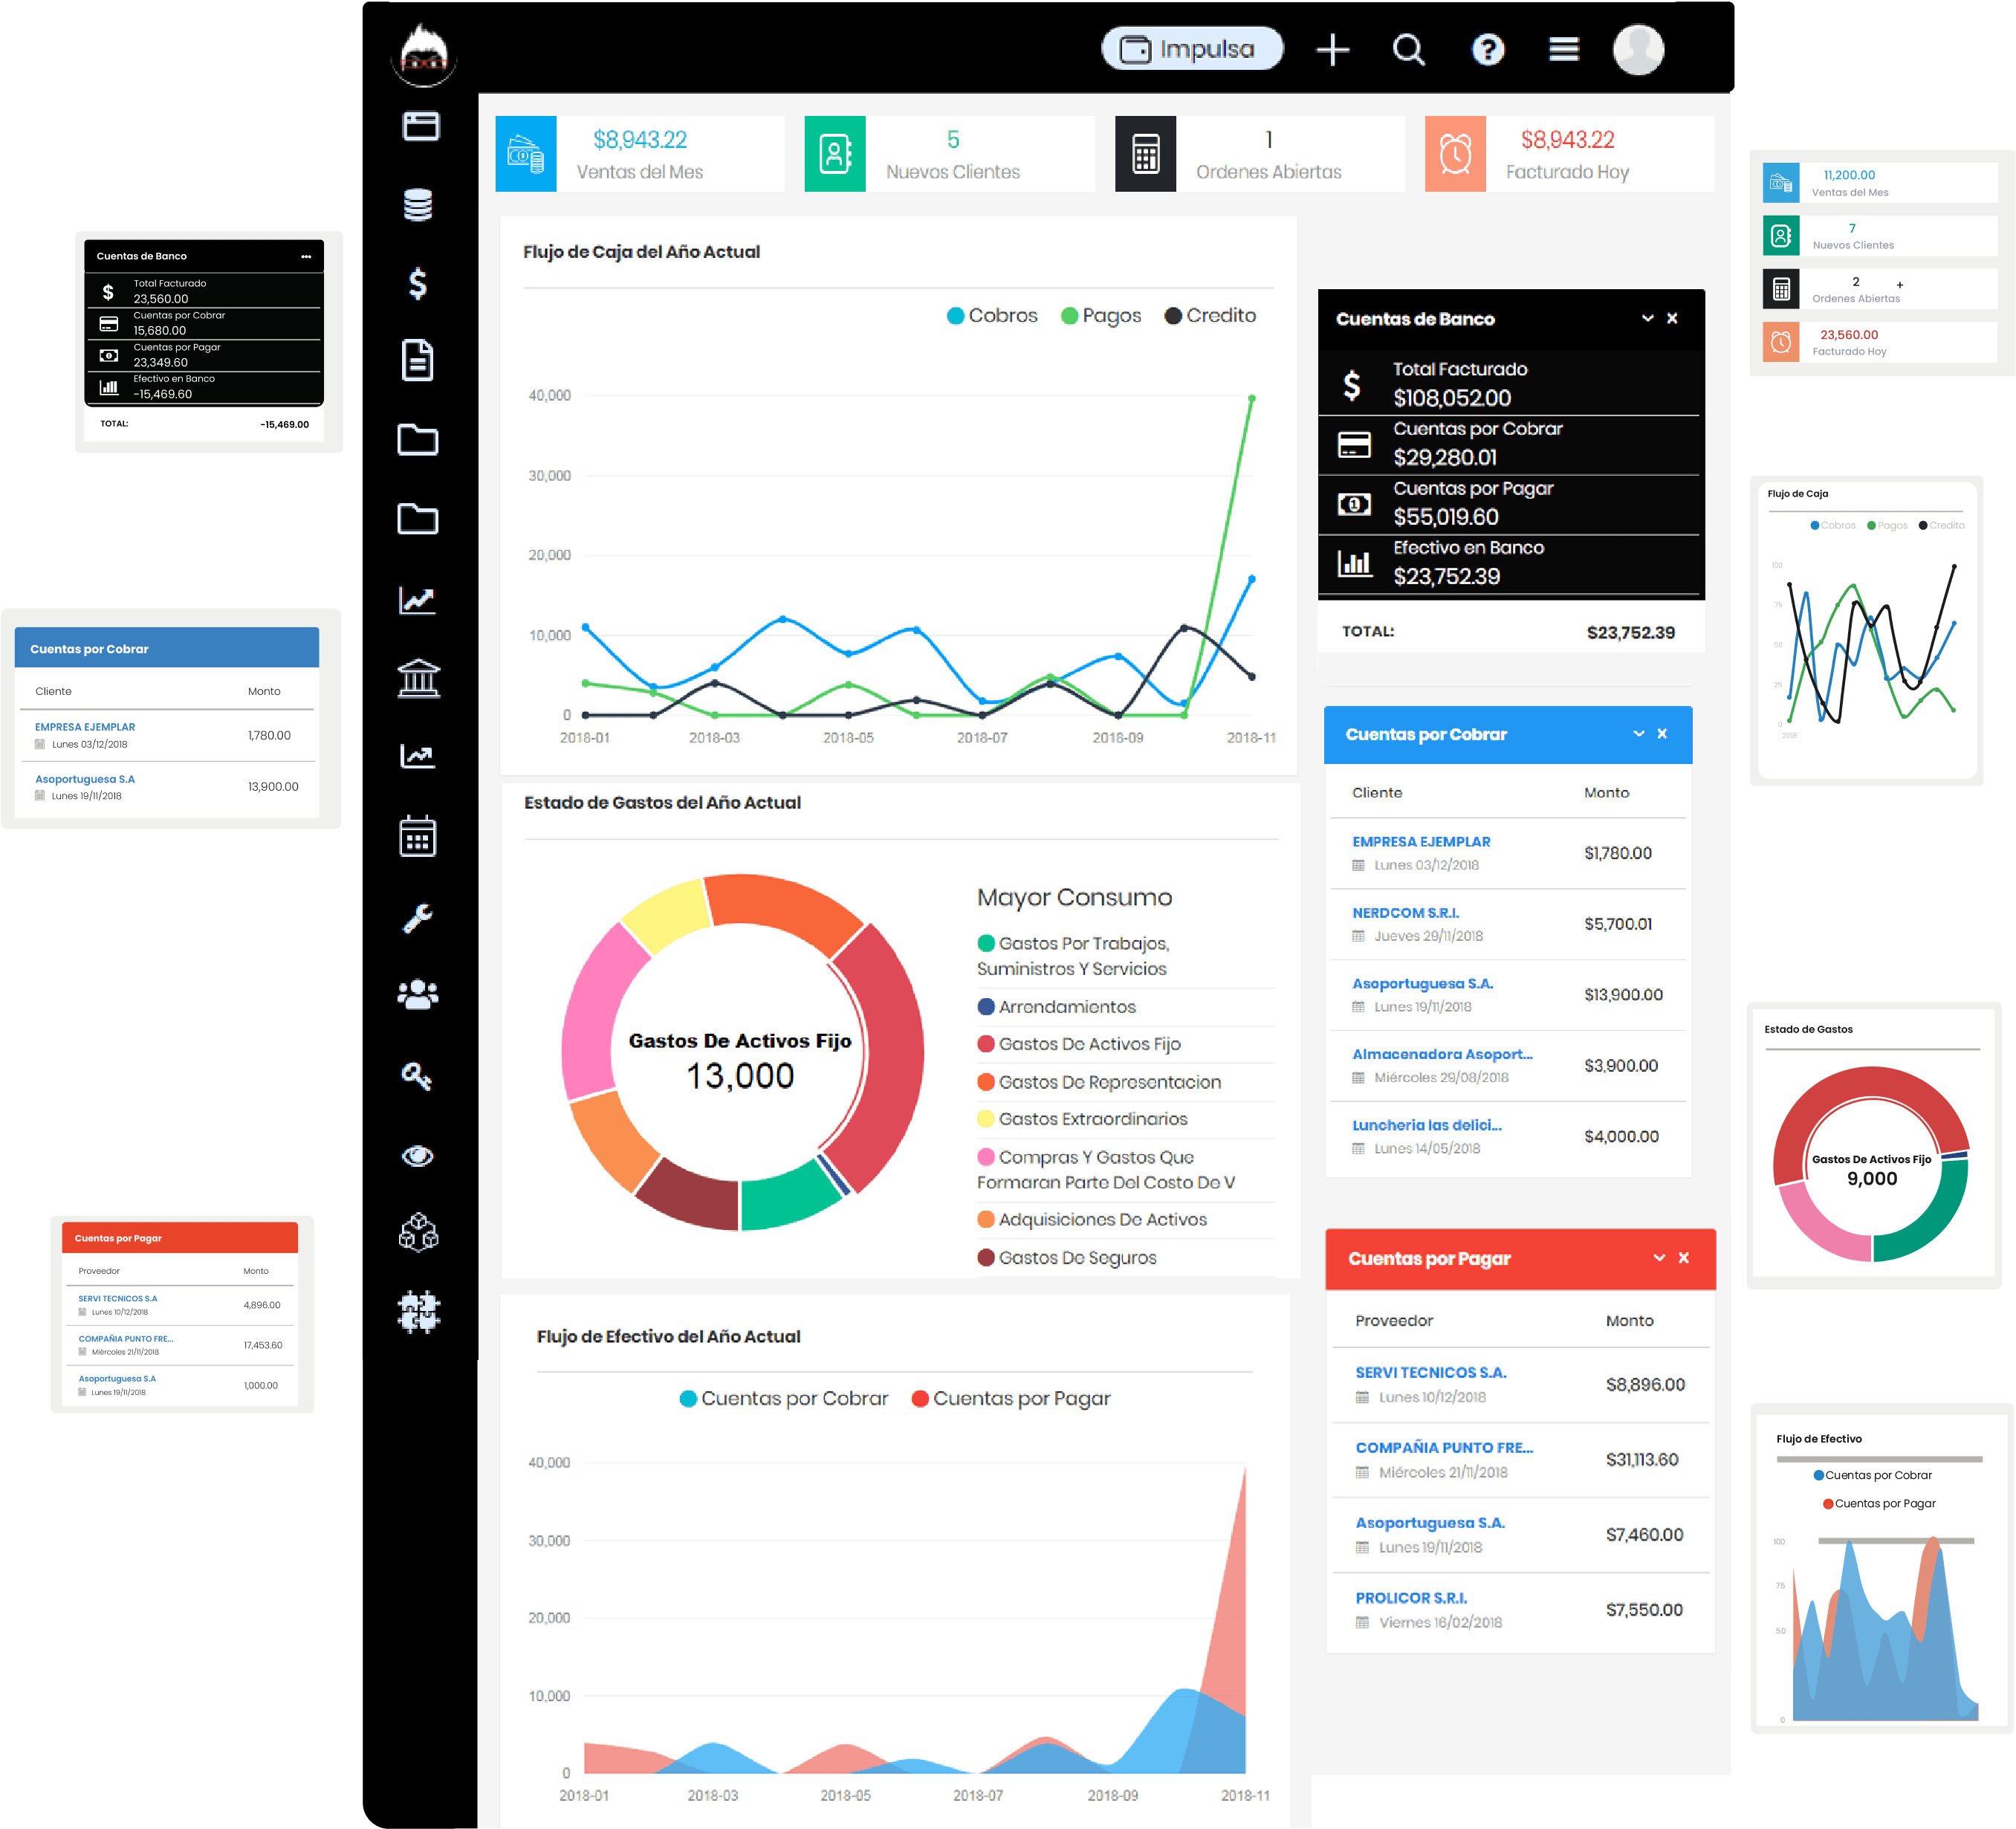 Impulsa
$8,943.22
Ventas del Mes
5
Nuevos Clientes
1
Ordenes Abiertas
$8,943.22
Facturado Hoy
Flujo de Caja del Año Actual
Cobros Pagos Credito
40,000
30,000
20,000
10,000
0
2018-01 2018-03 2018-05 2018-07 2018-09 2018-11
Estado de Gastos del Año Actual
Gastos De Activos Fijo
13,000
Mayor Consumo
Gastos Por Trabajos,
Suministros Y Servicios
Arrendamientos
Gastos De Activos Fijo
Gastos De Representacion
Gastos Extraordinarios
Compras Y Gastos Que
Formaran Parte Del Costo De V
Adquisiciones De Activos
Gastos De Seguros
Flujo de Efectivo del Año Actual
Cuentas por Cobrar Cuentas por Pagar
40,000
30,000
20,000
10,000
0
2018-01 2018-03 2018-05 2018-07 2018-09 2018-11
Cuentas de Banco
Total Facturado
$108,052.00
Cuentas por Cobrar
$29,280.01
Cuentas por Pagar
$55,019.60
Efectivo en Banco
$23,752.39
TOTAL: $23,752.39
Cuentas por Cobrar
Cliente Monto
EMPRESA EJEMPLAR
Lunes 03/12/2018
$1,780.00
NERDCOM S.R.l.
Jueves 29/11/2018
$5,700.01
Asoportuguesa S.A.
Lunes 19/11/2018
$13,900.00
Almacenadora Asoport...
Miércoles 29/08/2018
$3,900.00
Luncheria las delici...
Lunes 14/05/2018
$4,000.00
Cuentas por Pagar
Proveedor Monto
SERVI TECNICOS S.A.
Lunes 10/12/2018
$8,896.00
COMPAÑIA PUNTO FRE...
Miércoles 21/11/2018
$31,113.60
Asoportuguesa S.A.
Lunes 19/11/2018
$7,460.00
PROLICOR S.R.l.
Viernes 16/02/2018
$7,550.00
Cuentas de Banco
Total Facturado
23,560.00
Cuentas por Cobrar
15,680.00
Cuentas por Pagar
23,349.60
Efectivo en Banco
-15,469.60
TOTAL: -15,469.00
Cuentas por Cobrar
Cliente Monto
EMPRESA EJEMPLAR
Lunes 03/12/2018
1,780.00
Asoportuguesa S.A
Lunes 19/11/2018
13,900.00
Cuentas por Pagar
Proveedor Monto
SERVI TECNICOS S.A
Lunes 10/12/2018
4,896.00
COMPAÑIA PUNTO FRE...
Miércoles 21/11/2018
17,453.60
Asoportuguesa S.A
Lunes 19/11/2018
1,000.00
11,200.00
Ventas del Mes
7
Nuevos Clientes
2 +
Ordenes Abiertas
23,560.00
Facturado Hoy
Flujo de Caja
Cobros Pagos Credito
100
75
50
25
0
2018
Estado de Gastos
Gastos De Activos Fijo
9,000
Flujo de Efectivo
Cuentas por Cobrar
Cuentas por Pagar
100
75
50
0